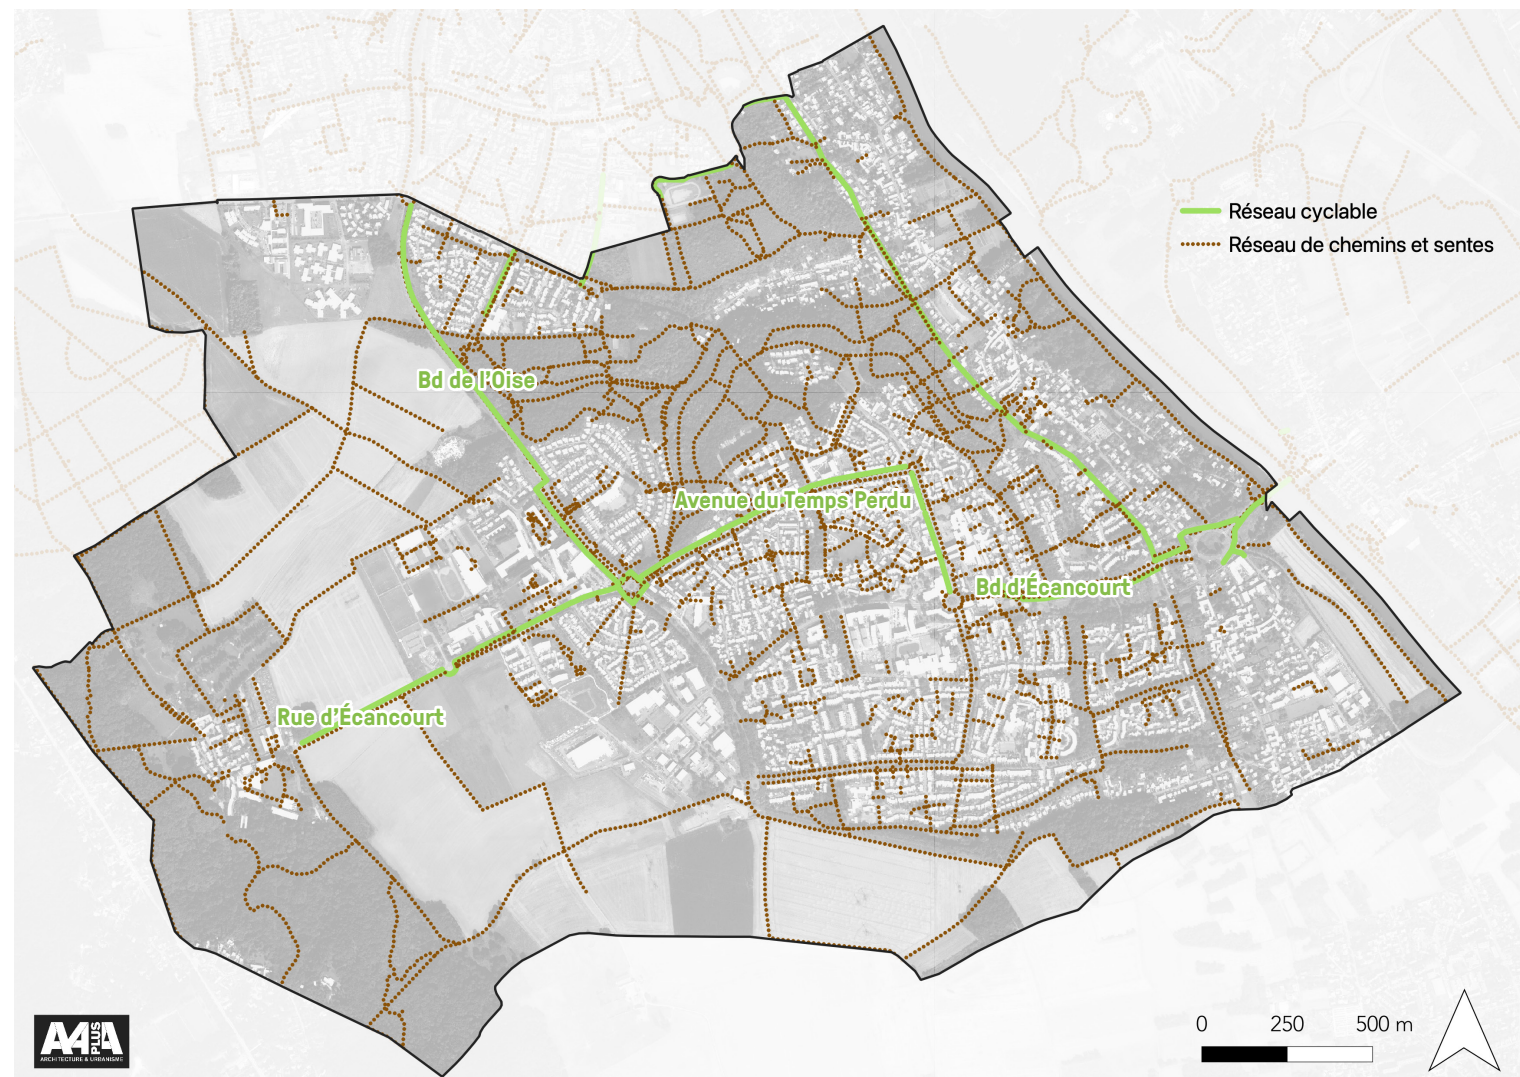 Réseau cyclable
Réseau de chemins et sentes
Bd de l'Oise
Avenue du Temps Perdu
Bd d'Écancourt
Rue d'Écancourt
0 250 500 m
A4 PLUS A
ARCHITECTURE & URBANISME